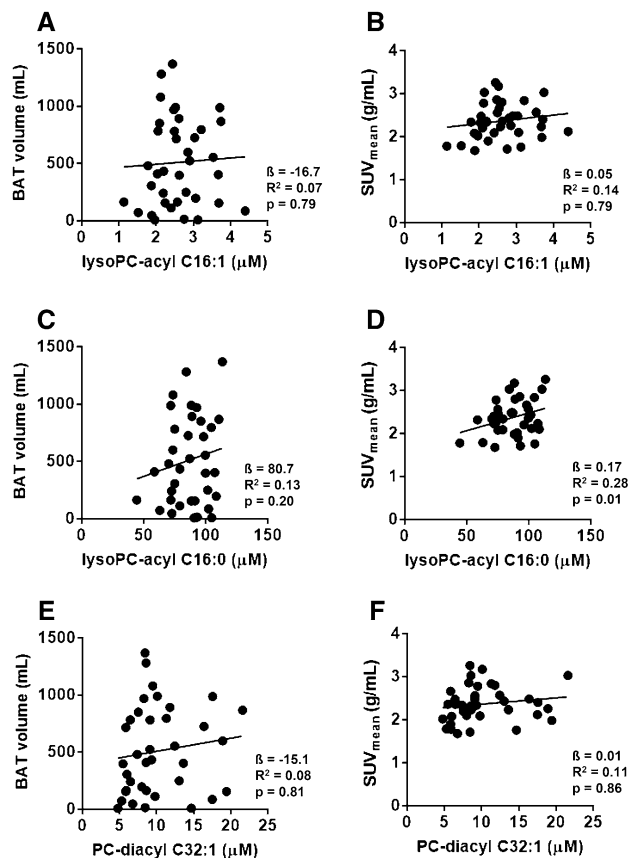 A
BAT volume (mL)
1500
1000
500
0
0 1 2 3 4 5
lysoPC-acyl C16:1 (µM)
ß = -16.7
R² = 0.07
p = 0.79
B
SUVmean (g/mL)
4
3
2
1
0
0 1 2 3 4 5
lysoPC-acyl C16:1 (µM)
ß = 0.05
R² = 0.14
p = 0.79
C
BAT volume (mL)
1500
1000
500
0
0 50 100 150
lysoPC-acyl C16:0 (µM)
ß = 80.7
R² = 0.13
p = 0.20
D
SUVmean (g/mL)
4
3
2
1
0
0 50 100 150
lysoPC-acyl C16:0 (µM)
ß = 0.17
R² = 0.28
p = 0.01
E
BAT volume (mL)
1500
1000
500
0
0 5 10 15 20 25
PC-diacyl C32:1 (µM)
ß = -15.1
R² = 0.08
p = 0.81
F
SUVmean (g/mL)
4
3
2
1
0
0 5 10 15 20 25
PC-diacyl C32:1 (µM)
ß = 0.01
R² = 0.11
p = 0.86